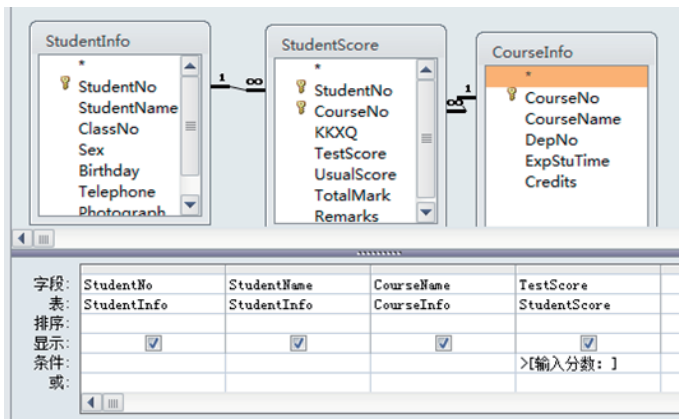 StudentInfo
*
StudentNo
StudentName
ClassNo
Sex
Birthday
Telephone
Photograph
1 ∞
StudentScore
*
StudentNo
CourseNo
KKXQ
TestScore
UsualScore
TotalMark
Remarks
1
∞
CourseInfo
*
CourseNo
CourseName
DepNo
ExpStuTime
Credits
字段: StudentNo StudentName CourseName TestScore
表: StudentInfo StudentInfo CourseInfo StudentScore
排序:
显示:
条件: >[输入分数: ]
或: